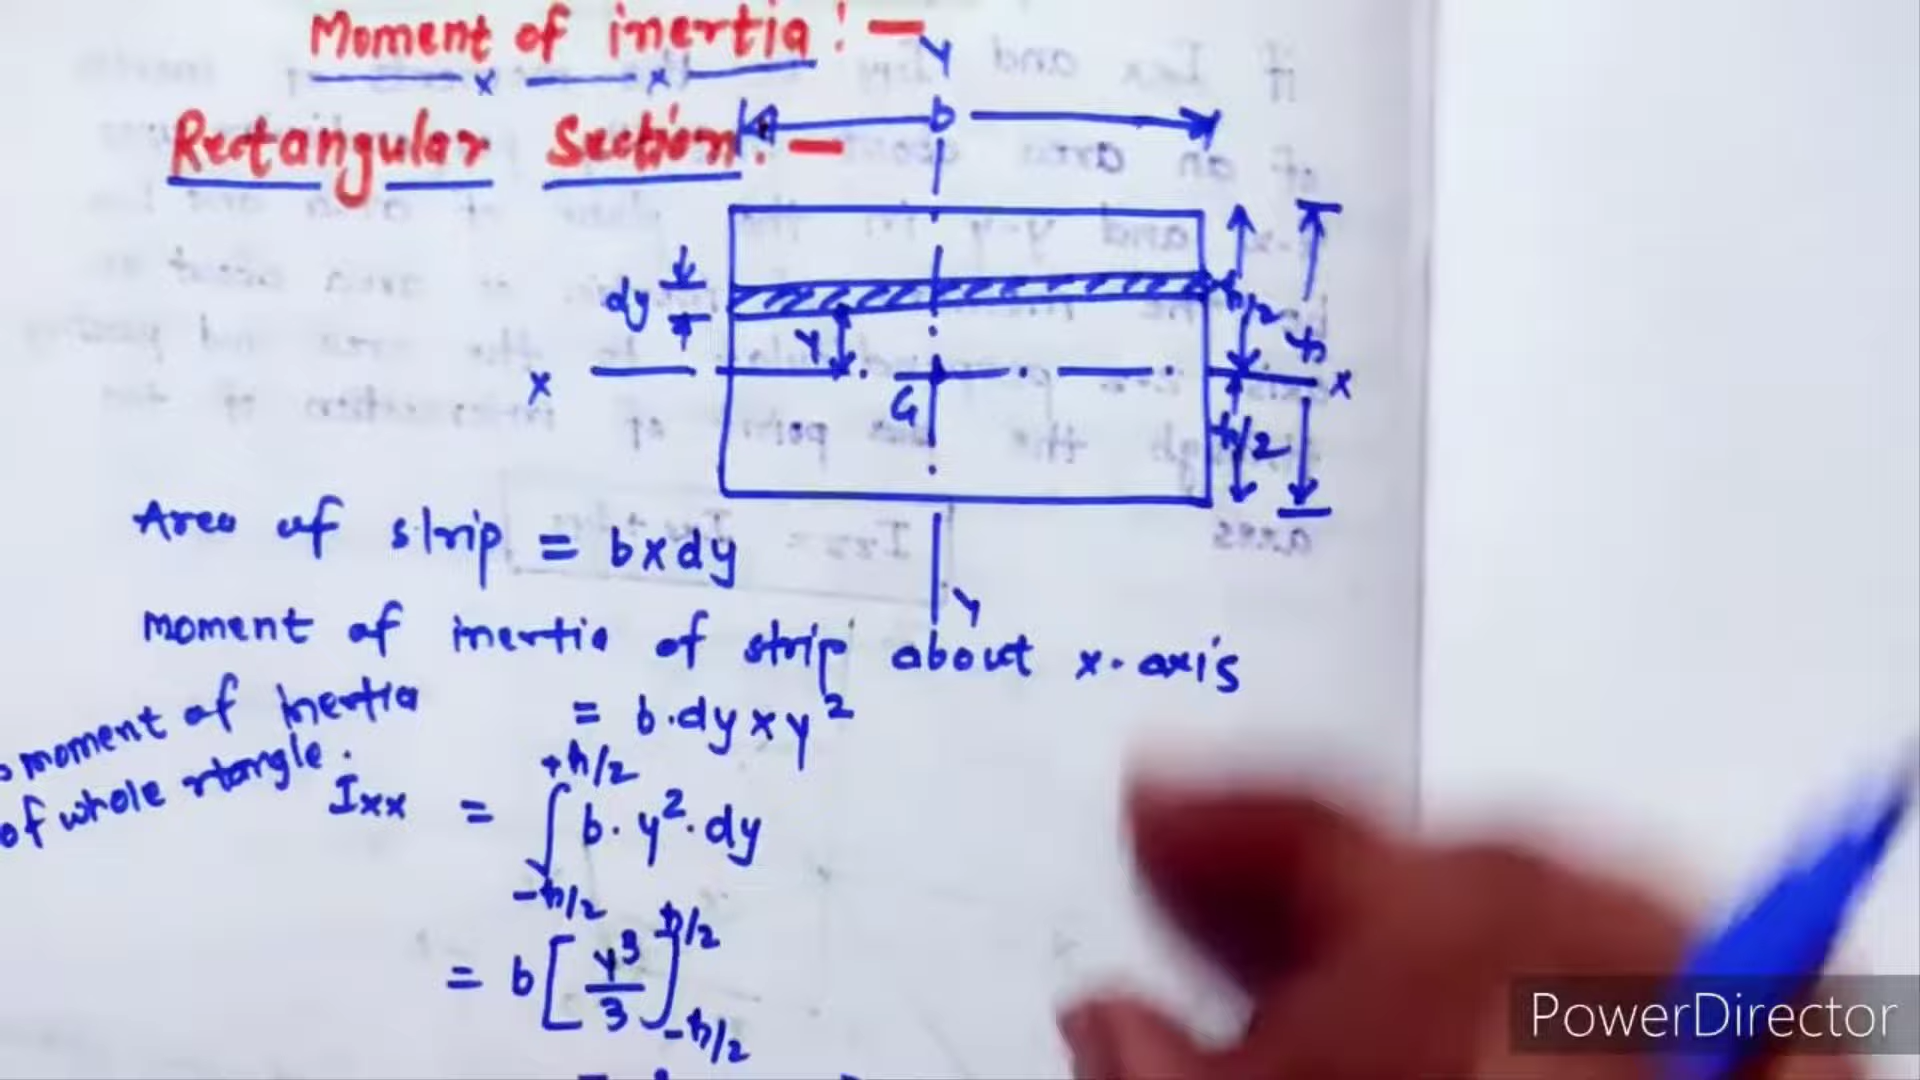 Moment of inertia :-
Rectangular Section :-
Y
b
dy
h/2
h
Y
X
G
X
h/2
Y
Area of strip = b x dy
Moment of inertia of strip about x-axis
= b.dy x y²
moment of inertia
of whole rtangle.
Ixx = ∫ b. y². dy
+h/2
-h/2
= b [ y³/3 ] h/2
-h/2
PowerDirector